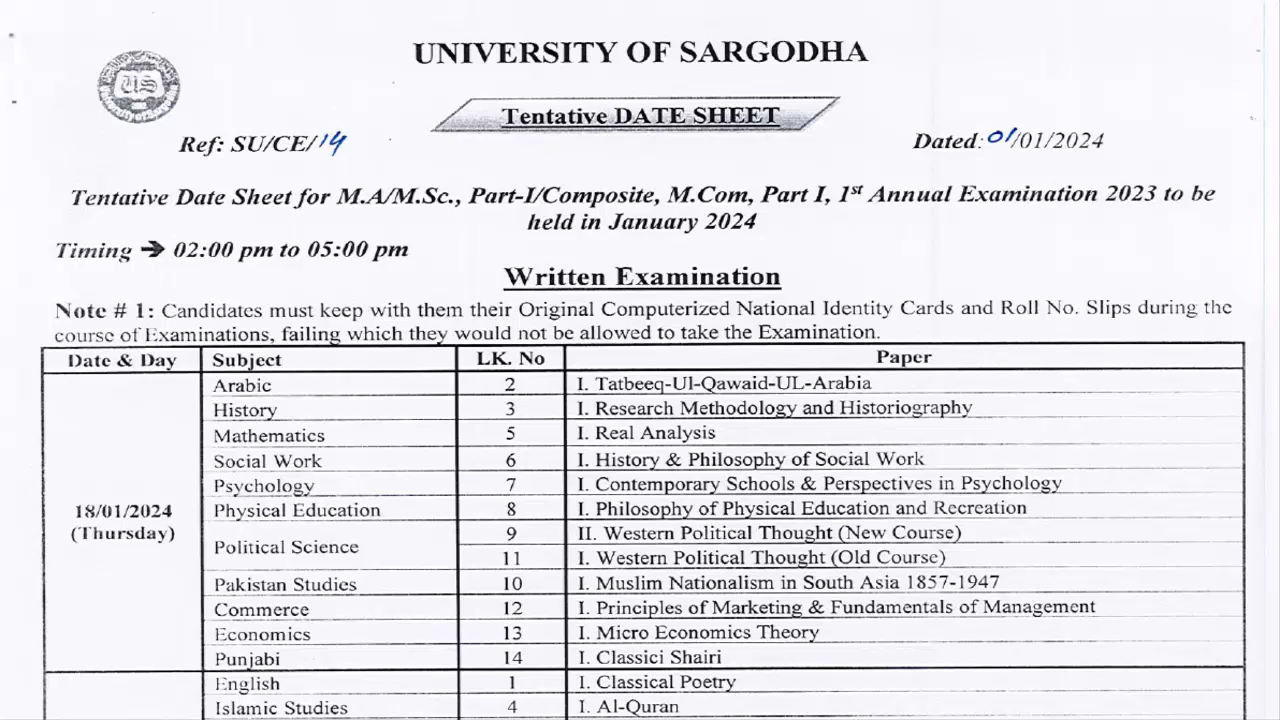 UNIVERSITY OF SARGODHA
US
Tentative DATE SHEET
Ref: SU/CE/14
Dated: 01/01/2024
Tentative Date Sheet for M.A/M.Sc., Part-I/Composite, M.Com, Part I, 1st Annual Examination 2023 to be
held in January 2024
Timing → 02:00 pm to 05:00 pm
Written Examination
Note # 1: Candidates must keep with them their Original Computerized National Identity Cards and Roll No. Slips during the
course of Examinations, failing which they would not be allowed to take the Examination.
Date & Day Subject LK. No Paper
18/01/2024
(Thursday)
Arabic 2 I. Tatbeeq-Ul-Qawaid-UL-Arabia
History 3 I. Research Methodology and Historiography
Mathematics 5 I. Real Analysis
Social Work 6 I. History & Philosophy of Social Work
Psychology 7 I. Contemporary Schools & Perspectives in Psychology
Physical Education 8 I. Philosophy of Physical Education and Recreation
Political Science 9 II. Western Political Thought (New Course)
11 I. Western Political Thought (Old Course)
Pakistan Studies 10 I. Muslim Nationalism in South Asia 1857-1947
Commerce 12 I. Principles of Marketing & Fundamentals of Management
Economics 13 I. Micro Economics Theory
Punjabi 14 I. Classici Shairi
English 1 I. Classical Poetry
Islamic Studies 4 I. Al-Quran